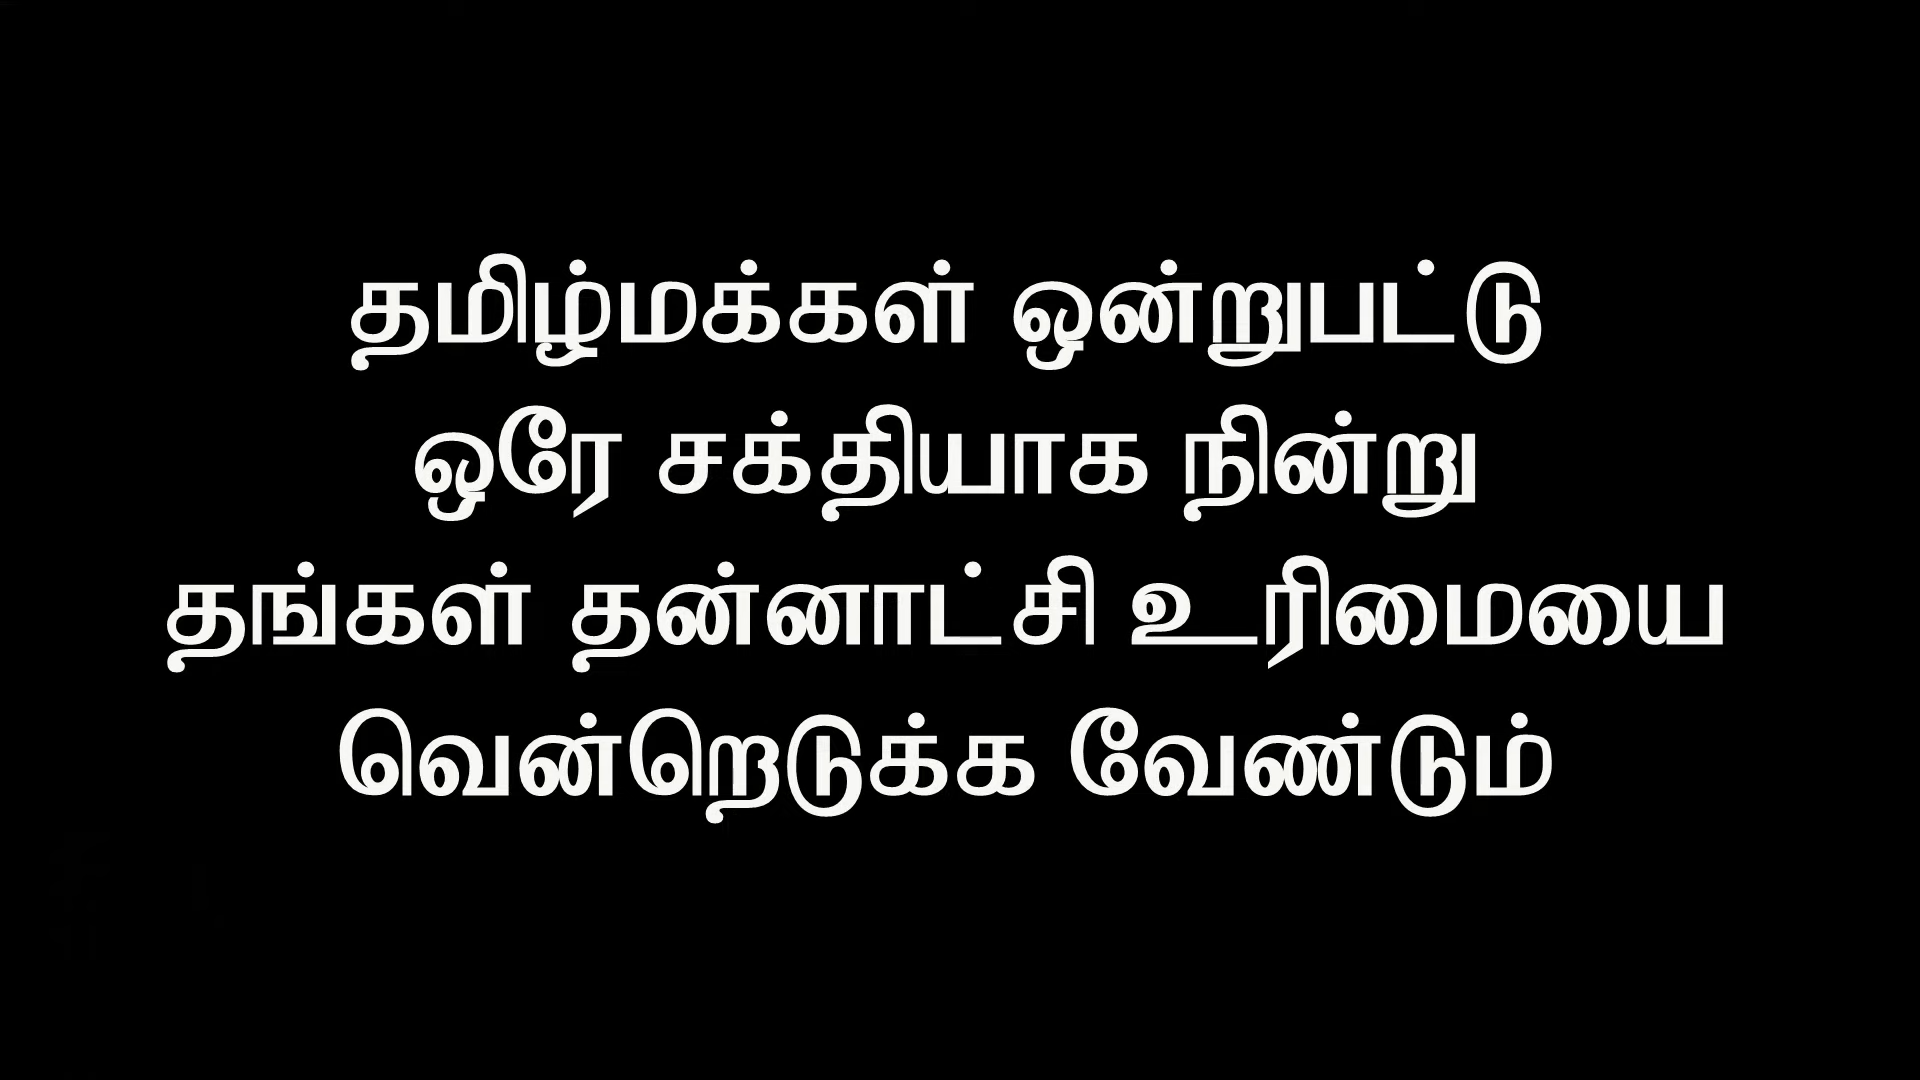 தமிழ்மக்கள் ஒன்றுபட்டு
ஒரே சக்தியாக நின்று
தங்கள் தன்னாட்சி உரிமையை
வென்றெடுக்க வேண்டும்